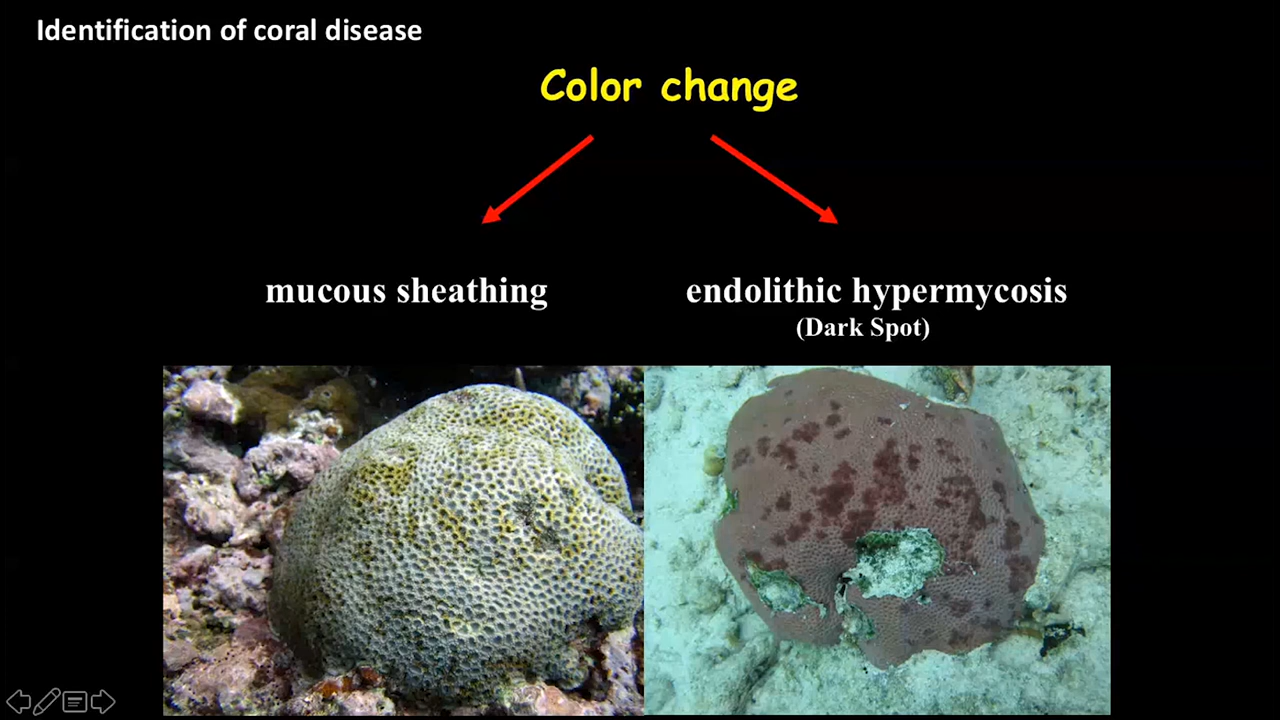 Identification of coral disease
Color change
mucous sheathing
endolithic hypermycosis
(Dark Spot)